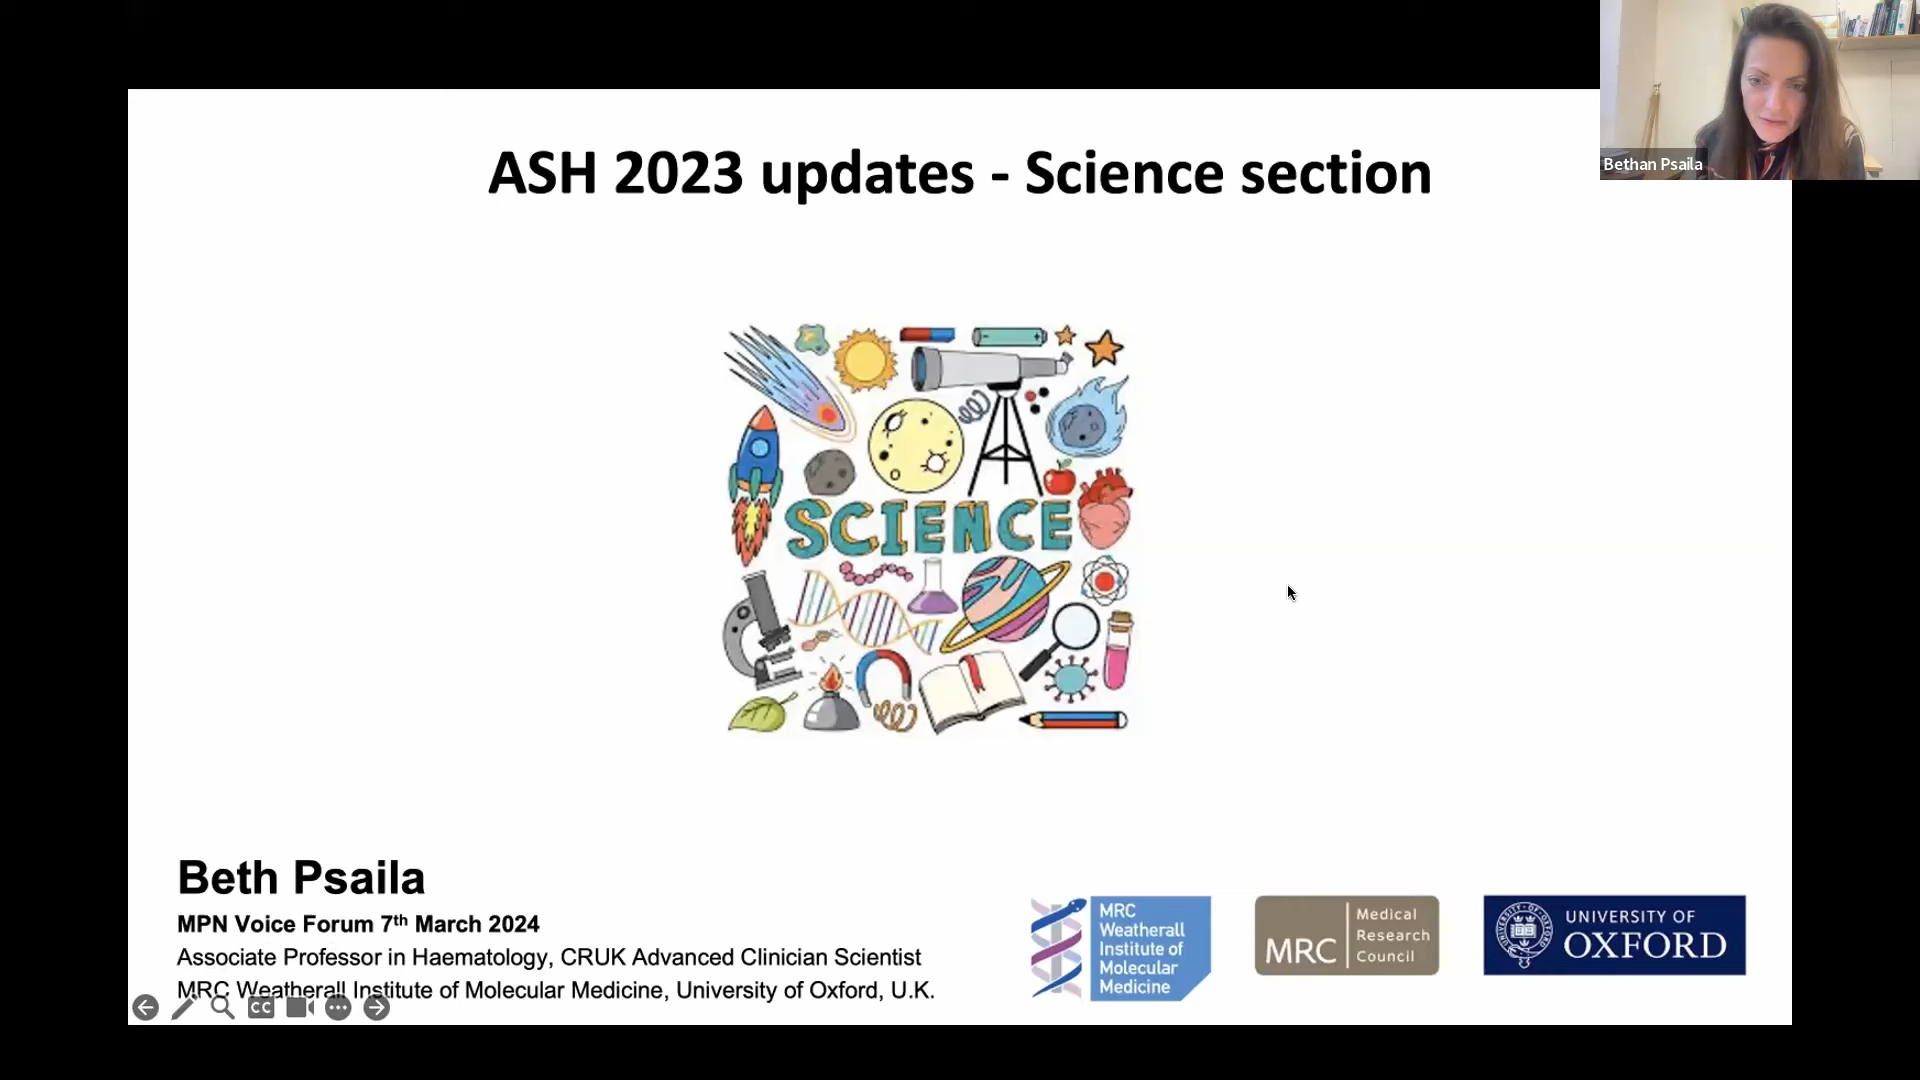 Bethan Psaila
ASH 2023 updates - Science section
SCIENCE
Beth Psaila
MPN Voice Forum 7th March 2024
Associate Professor in Haematology, CRUK Advanced Clinician Scientist
MRC Weatherall Institute of Molecular Medicine, University of Oxford, U.K.
CC
MRC
Weatherall
Institute of
Molecular
Medicine
MRC
Medical
Research
Council
UNIVERSITY OF
OXFORD